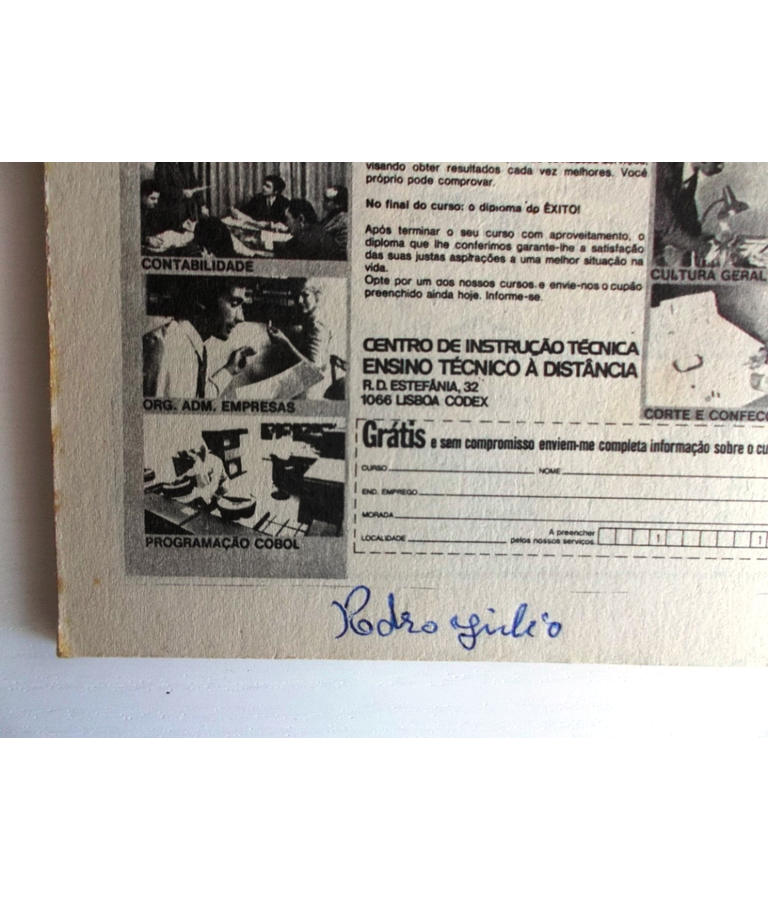 visando obter resultados cada vez melhores. Você
próprio pode comprovar.
No final do curso: o diploma do ÊXITO!
Após terminar o seu curso com aproveitamento, o
diploma que lhe conferimos garante-lhe a satisfação
das suas justas aspirações a uma melhor situação na
vida.
Opte por um dos nossos cursos e envie-nos o cupão
preenchido ainda hoje. Informe-se.
CENTRO DE INSTRUÇÃO TÉCNICA
ENSINO TÉCNICO À DISTÂNCIA
R. D. ESTEFÂNIA, 32
1066 LISBOA CODEX
CONTABILIDADE
ORG. ADM. EMPRESAS
PROGRAMAÇÃO COBOL
CULTURA GERAL
CORTE E CONFEC
Grátis e sem compromisso enviem-me completa informação sobre o cu
CURSO NOME
END. EMPREGO
MORADA
LOCALIDADE A preencher
pelos nossos serviços 1 1
Pedro